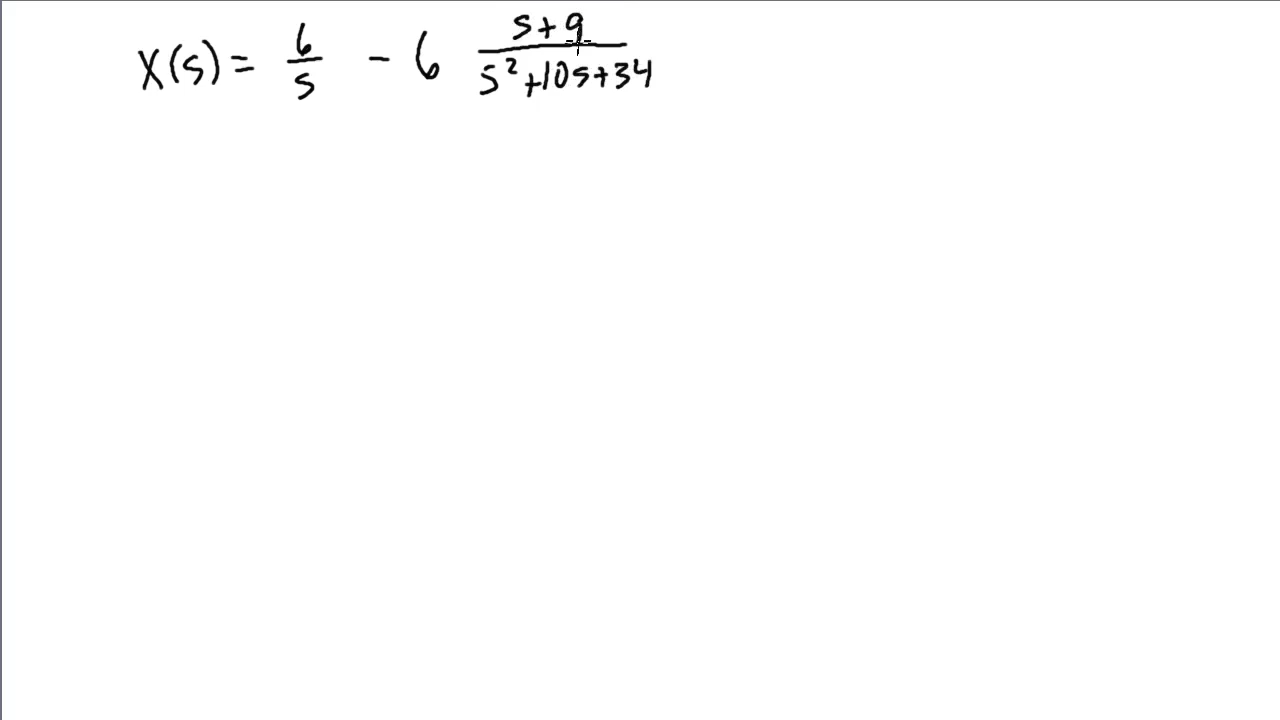 X(s) = 6/s - 6 (s+9)/(s²+10s+34)